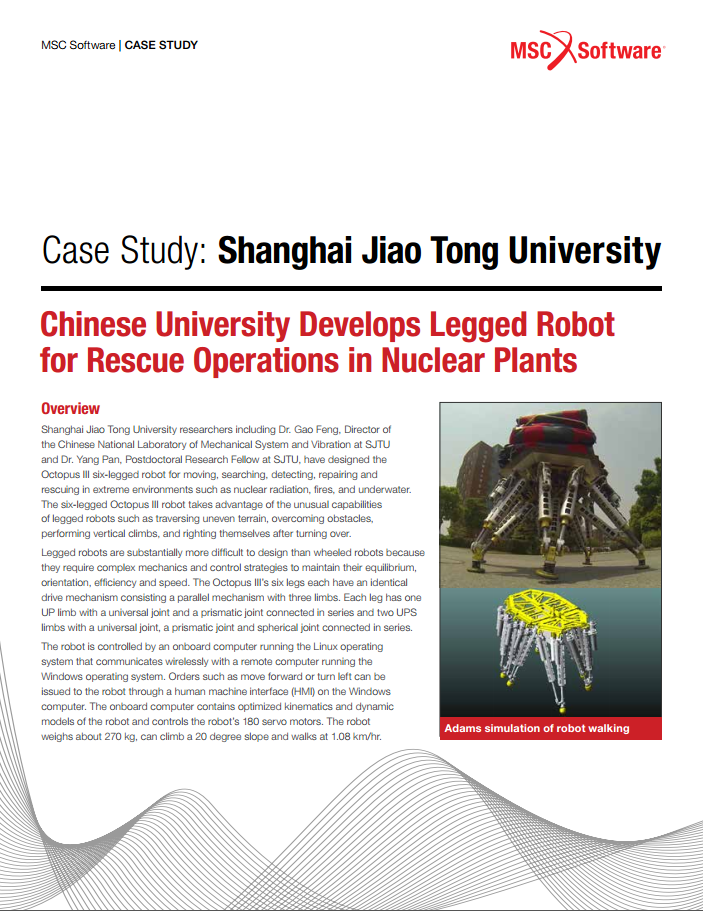 MSC Software | CASE STUDY
MSC Software
Case Study: Shanghai Jiao Tong University
Chinese University Develops Legged Robot
for Rescue Operations in Nuclear Plants
Overview
Shanghai Jiao Tong University researchers including Dr. Gao Feng, Director of
the Chinese National Laboratory of Mechanical System and Vibration at SJTU
and Dr. Yang Pan, Postdoctoral Research Fellow at SJTU, have designed the
Octopus III six-legged robot for moving, searching, detecting, repairing and
rescuing in extreme environments such as nuclear radiation, fires, and underwater.
The six-legged Octopus III robot takes advantage of the unusual capabilities
of legged robots such as traversing uneven terrain, overcoming obstacles,
performing vertical climbs, and righting themselves after turning over.
Legged robots are substantially more difficult to design than wheeled robots because
they require complex mechanics and control strategies to maintain their equilibrium,
orientation, efficiency and speed. The Octopus III's six legs each have an identical
drive mechanism consisting a parallel mechanism with three limbs. Each leg has one
UP limb with a universal joint and a prismatic joint connected in series and two UPS
limbs with a universal joint, a prismatic joint and spherical joint connected in series.
The robot is controlled by an onboard computer running the Linux operating
system that communicates wirelessly with a remote computer running the
Windows operating system. Orders such as move forward or turn left can be
issued to the robot through a human machine interface (HMI) on the Windows
computer. The onboard computer contains optimized kinematics and dynamic
models of the robot and controls the robot's 180 servo motors. The robot
weighs about 270 kg, can climb a 20 degree slope and walks at 1.08 km/hr.
Adams simulation of robot walking